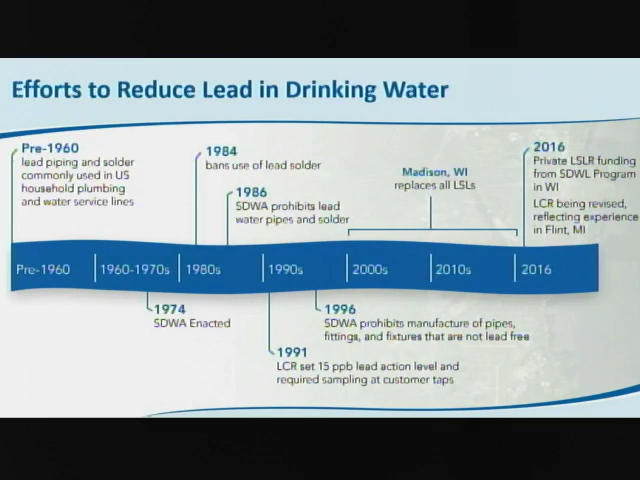 Efforts to Reduce Lead in Drinking Water
Pre-1960
lead piping and solder
commonly used in US
household plumbing
and water service lines
1984
bans use of lead solder
1986
SDWA prohibits lead
water pipes and solder
Madison, WI
replaces all LSLs
2016
Private LSLR funding
from SDWL Program
in WI
LCR being revised,
reflecting experience
in Flint, MI
Pre-1960
1960-1970s
1980s
1990s
2000s
2010s
2016
1974
SDWA Enacted
1996
SDWA prohibits manufacture of pipes,
fittings, and fixtures that are not lead free
1991
LCR set 15 ppb lead action level and
required sampling at customer taps